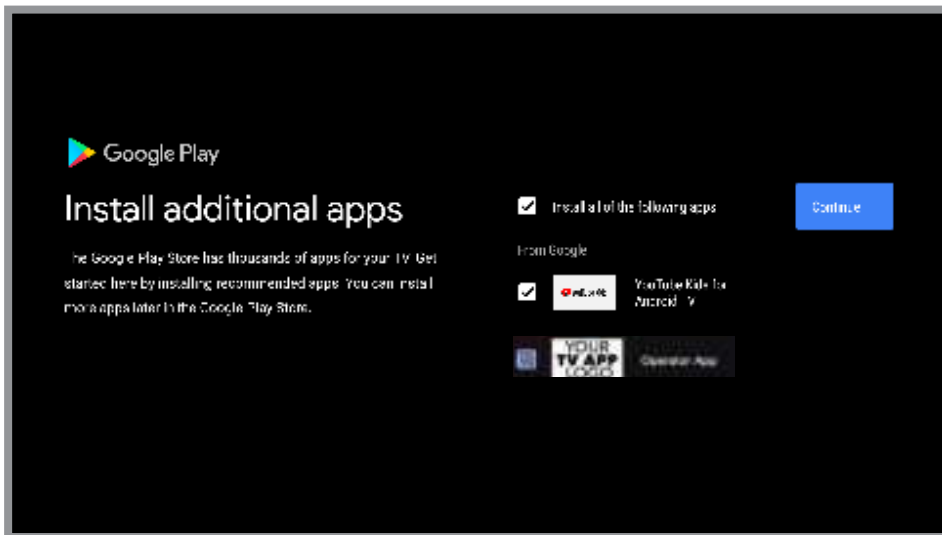 Google Play
Install additional apps
The Google Play Store has thousands of apps for your TV. Get
started here by installing recommended apps. You can install
more apps later in the Google Play Store.
Install all of the following apps
Continue
From Google
YouTube Kids for
Android TV
YOUR
TV APP
LOGO
Operator App